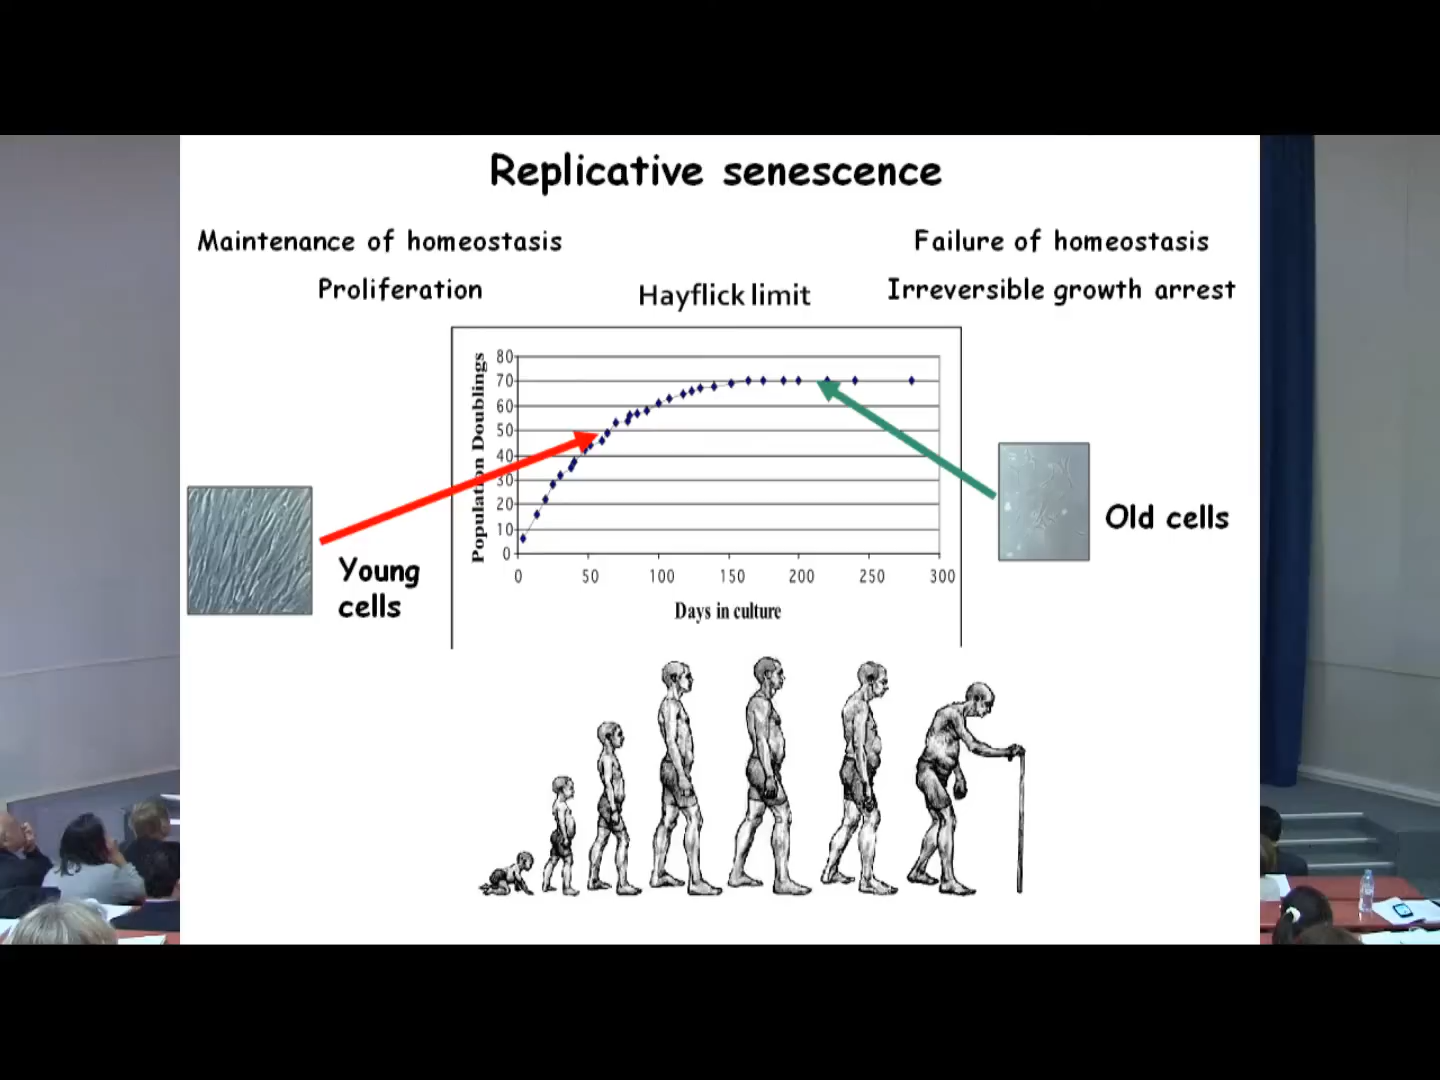 Replicative senescence
Maintenance of homeostasis
Failure of homeostasis
Proliferation
Hayflick limit
Irreversible growth arrest
Population Doublings
80
70
60
50
40
30
20
10
0
0 50 100 150 200 250 300
Days in culture
Young
cells
Old cells